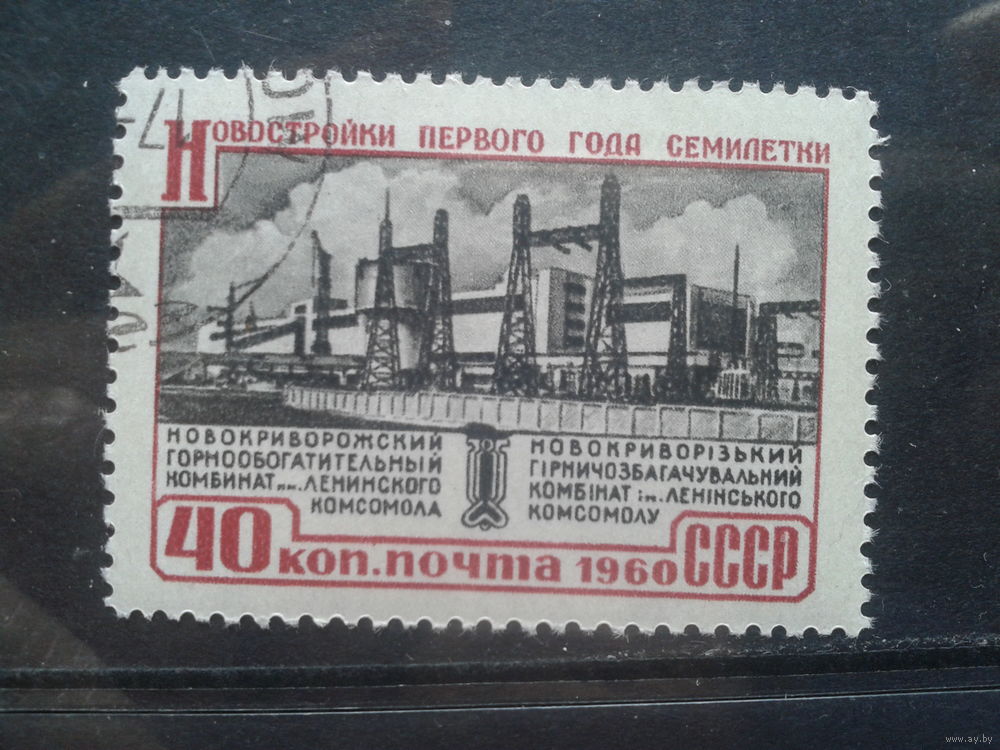 Новостройки первого года семилетки
НОВОКРИВОРОЖСКИЙ
ГОРНООБОГАТИТЕЛЬНЫЙ
КОМБИНАТ им. ЛЕНИНСКОГО
КОМСОМОЛА
НОВОКРИВОРІЗЬКИЙ
ГІРНИЧОЗБАГАЧУВАЛЬНИЙ
КОМБІНАТ ім. ЛЕНІНСЬКОГО
КОМСОМОЛУ
40 коп. почта 1960 СССР
www.ay.by